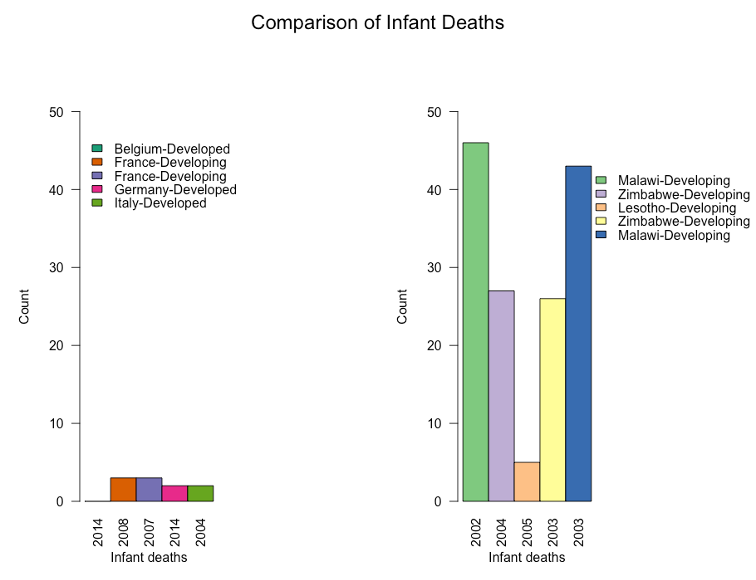 Comparison of Infant Deaths
50
40
30
20
10
0
Count
Belgium-Developed
France-Developing
France-Developing
Germany-Developed
Italy-Developed
2014
2008
2007
2014
2004
Infant deaths
50
40
30
20
10
0
Count
Malawi-Developing
Zimbabwe-Developing
Lesotho-Developing
Zimbabwe-Developing
Malawi-Developing
2002
2004
2005
2003
2003
Infant deaths